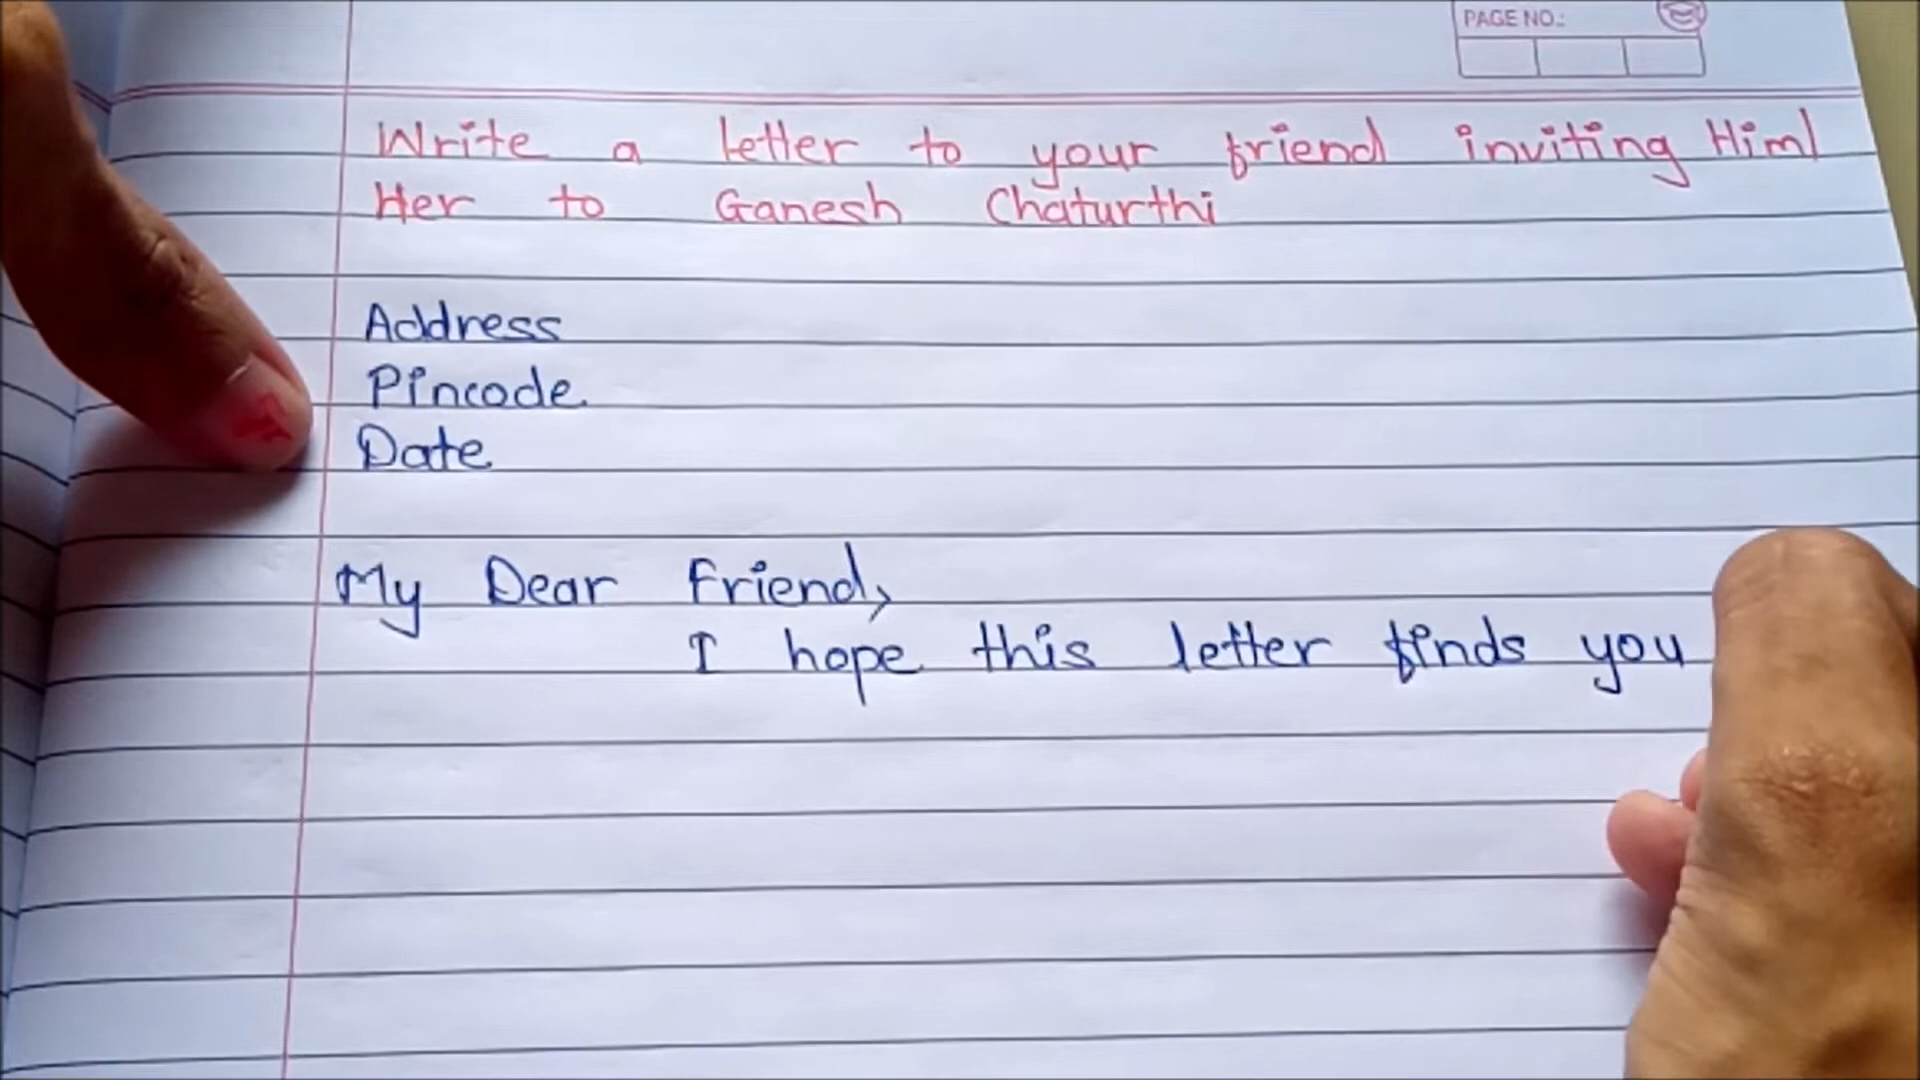 PAGE NO.:
Write a letter to your friend inviting Him/
Her to Ganesh Chaturthi
Address
Pincode
Date
My Dear Friend,
I hope this letter finds you